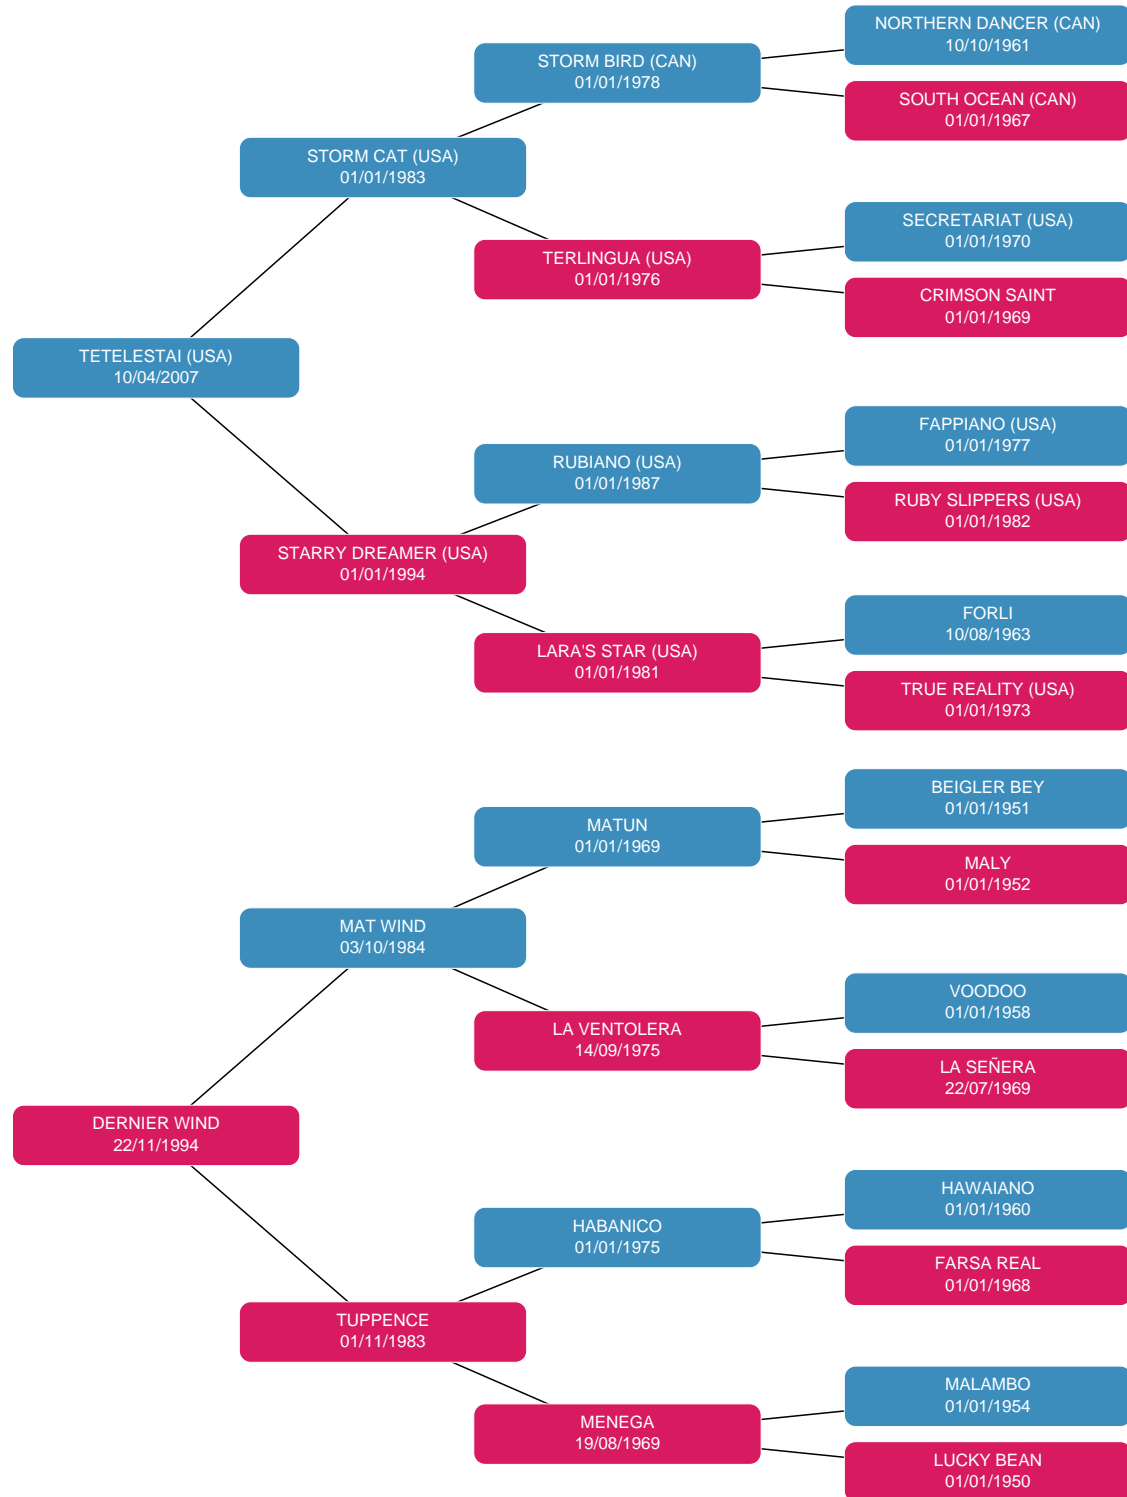 NORTHERN DANCER (CAN)
10/10/1961
STORM BIRD (CAN)
01/01/1978
SOUTH OCEAN (CAN)
01/01/1967
STORM CAT (USA)
01/01/1983
SECRETARIAT (USA)
01/01/1970
TERLINGUA (USA)
01/01/1976
CRIMSON SAINT
01/01/1969
TETELESTAI (USA)
10/04/2007
FAPPIANO (USA)
01/01/1977
RUBIANO (USA)
01/01/1987
RUBY SLIPPERS (USA)
01/01/1982
STARRY DREAMER (USA)
01/01/1994
FORLI
10/08/1963
LARA'S STAR (USA)
01/01/1981
TRUE REALITY (USA)
01/01/1973
BEIGLER BEY
01/01/1951
MATUN
01/01/1969
MALY
01/01/1952
MAT WIND
03/10/1984
VOODOO
01/01/1958
LA VENTOLERA
14/09/1975
LA SEÑERA
22/07/1969
DERNIER WIND
22/11/1994
HAWAIANO
01/01/1960
HABANICO
01/01/1975
FARSA REAL
01/01/1968
TUPPENCE
01/11/1983
MALAMBO
01/01/1954
MENEGA
19/08/1969
LUCKY BEAN
01/01/1950